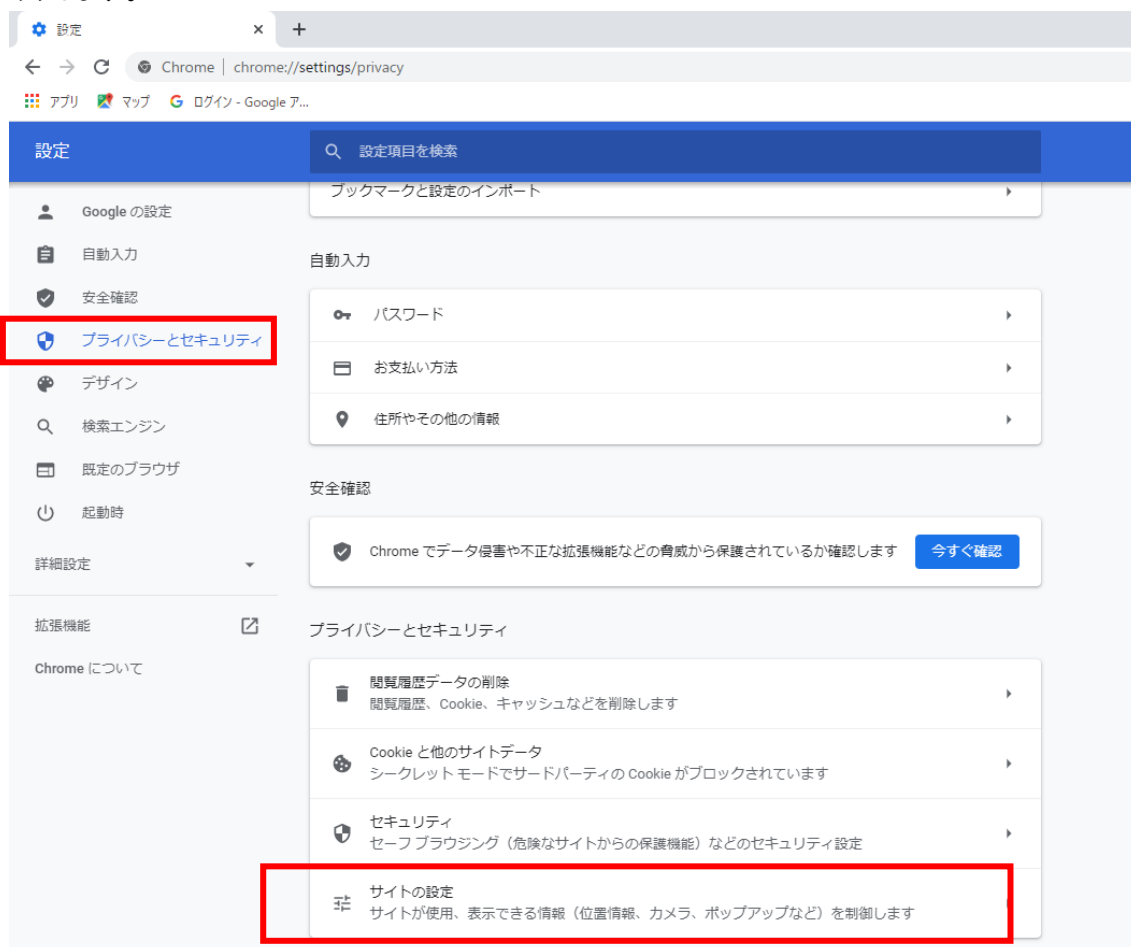 設定
Chrome | chrome://settings/privacy
アプリ マップ ログイン - Google ア...
設定
設定項目を検索
Google の設定
自動入力
安全確認
プライバシーとセキュリティ
デザイン
検索エンジン
既定のブラウザ
起動時
詳細設定
拡張機能
Chrome について
ブックマークと設定のインポート
自動入力
パスワード
お支払い方法
住所やその他の情報
安全確認
Chrome でデータ侵害や不正な拡張機能などの脅威から保護されているか確認します
今すぐ確認
プライバシーとセキュリティ
閲覧履歴データの削除
閲覧履歴、Cookie、キャッシュなどを削除します
Cookie と他のサイトデータ
シークレット モードでサードパーティの Cookie がブロックされています
セキュリティ
セーフ ブラウジング（危険なサイトからの保護機能）などのセキュリティ設定
サイトの設定
サイトが使用、表示できる情報（位置情報、カメラ、ポップアップなど）を制御します